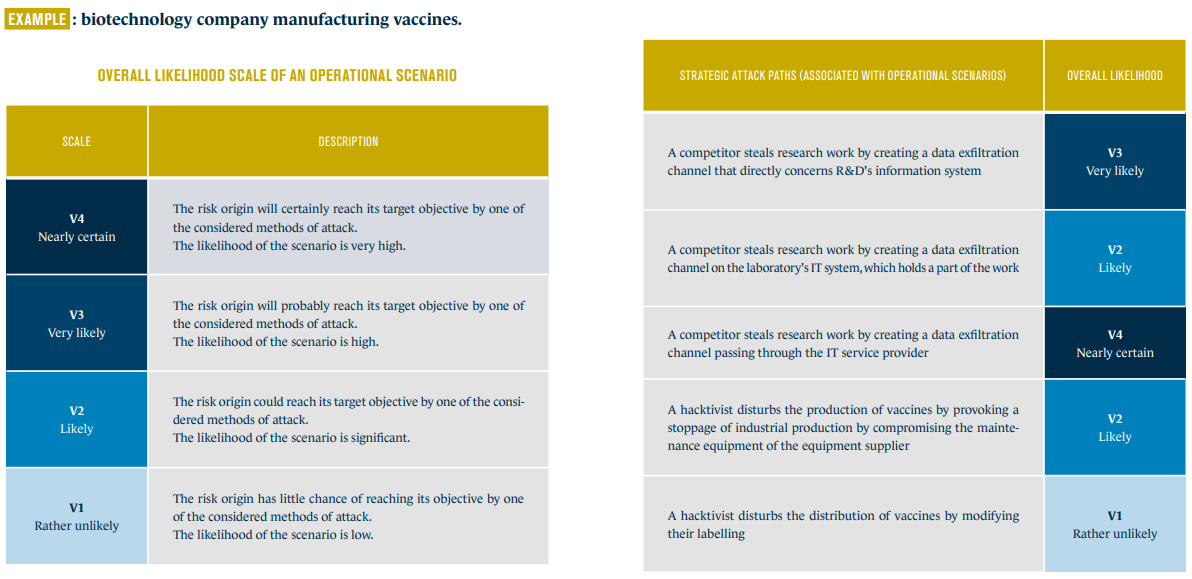 EXAMPLE : biotechnology company manufacturing vaccines.
OVERALL LIKELIHOOD SCALE OF AN OPERATIONAL SCENARIO
SCALE
DESCRIPTION
V4
Nearly certain
The risk origin will certainly reach its target objective by one of
the considered methods of attack.
The likelihood of the scenario is very high.
V3
Very likely
The risk origin will probably reach its target objective by one of
the considered methods of attack.
The likelihood of the scenario is high.
V2
Likely
The risk origin could reach its target objective by one of the consi-
dered methods of attack.
The likelihood of the scenario is significant.
V1
Rather unlikely
The risk origin has little chance of reaching its objective by one
of the considered methods of attack.
The likelihood of the scenario is low.
STRATEGIC ATTACK PATHS (ASSOCIATED WITH OPERATIONAL SCENARIOS)
OVERALL LIKELIHOOD
A competitor steals research work by creating a data exfiltration
channel that directly concerns R&D's information system
V3
Very likely
A competitor steals research work by creating a data exfiltration
channel on the laboratory's IT system, which holds a part of the work
V2
Likely
A competitor steals research work by creating a data exfiltration
channel passing through the IT service provider
V4
Nearly certain
A hacktivist disturbs the production of vaccines by provoking a
stoppage of industrial production by compromising the mainte-
nance equipment of the equipment supplier
V2
Likely
A hacktivist disturbs the distribution of vaccines by modifying
their labelling
V1
Rather unlikely